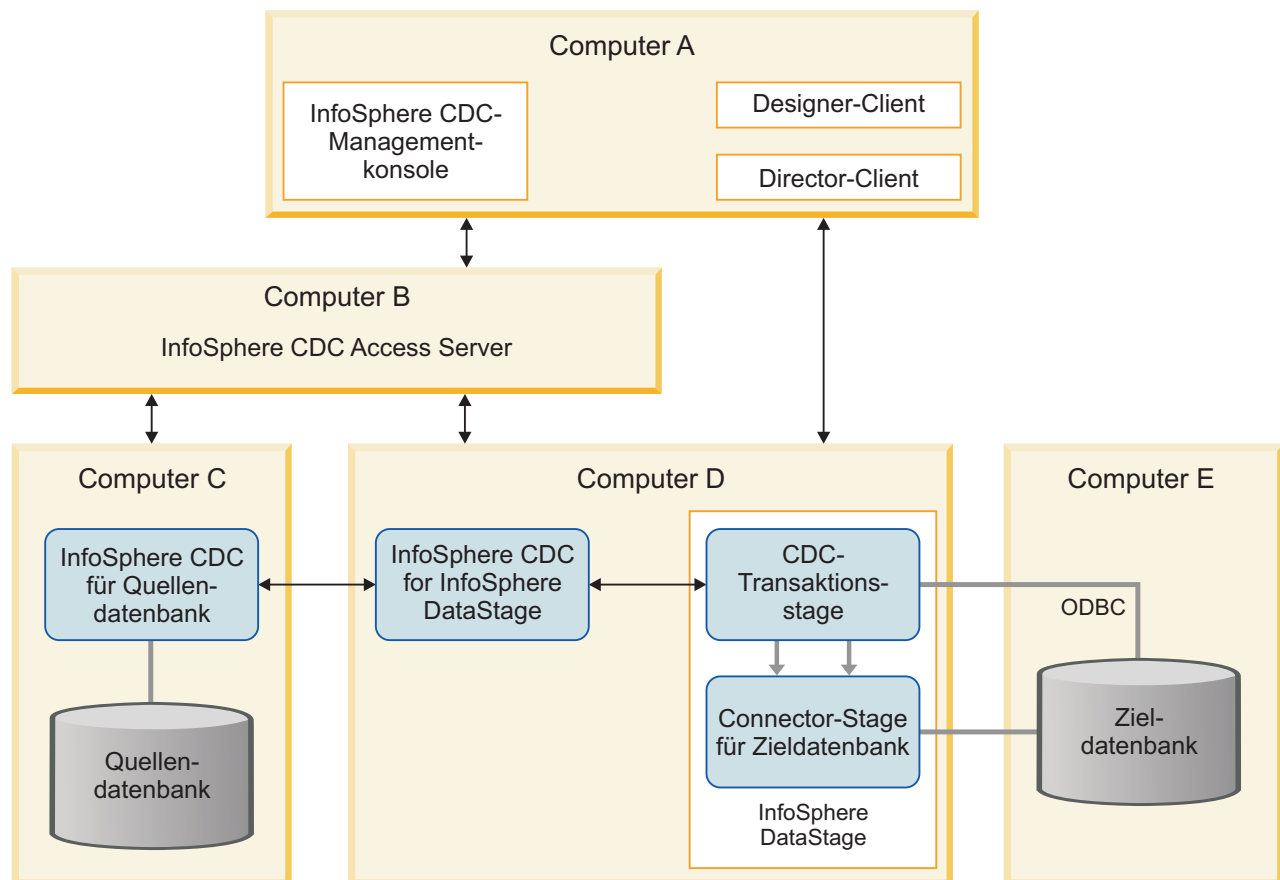 Computer A
InfoSphere CDC-
Management-
konsole
Designer-Client
Director-Client
Computer B
InfoSphere CDC Access Server
Computer C
InfoSphere CDC
für Quellen-
datenbank
Quellen-
datenbank
Computer D
InfoSphere CDC
for InfoSphere
DataStage
CDC-
Transaktions-
stage
Connector-Stage
für Zieldatenbank
InfoSphere
DataStage
Computer E
ODBC
Ziel-
datenbank